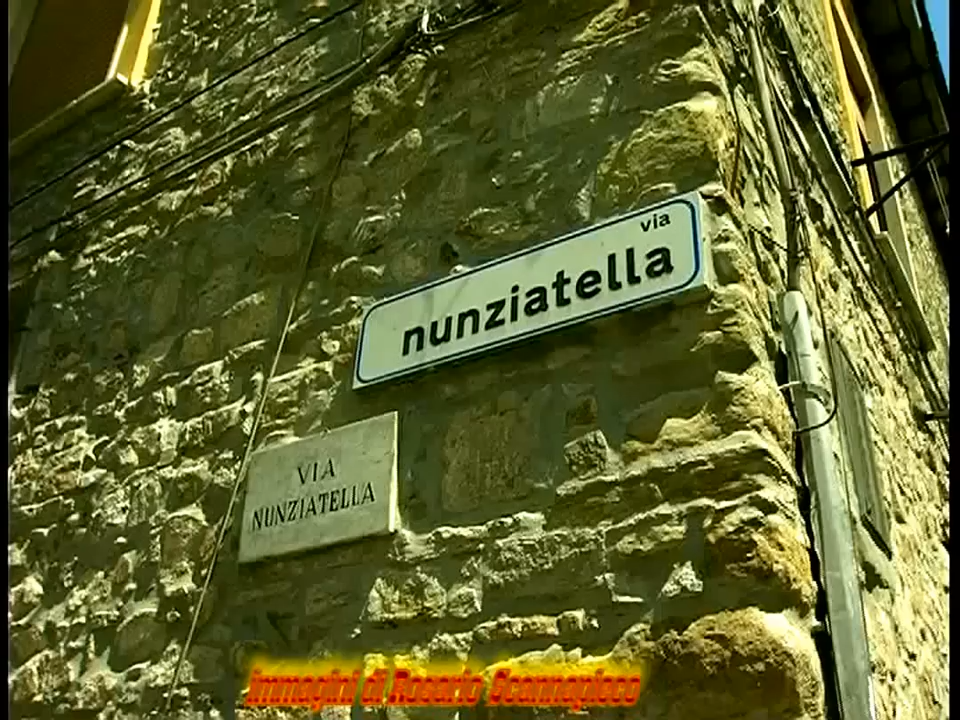 via
nunziatella
VIA
NUNZIATELLA
Immagini di Rosario Scannapieco